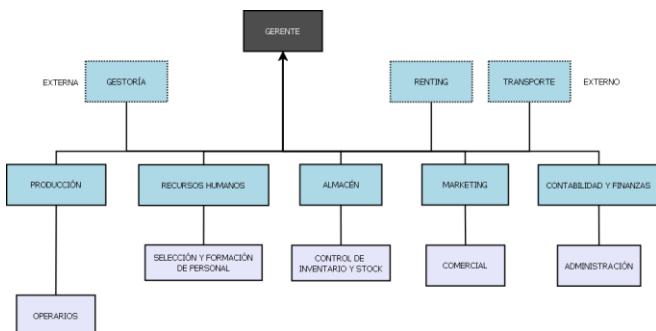 GERENTE
EXTERNA
GESTORÍA
RENTING
TRANSPORTE
EXTERNO
PRODUCCIÓN
RECURSOS HUMANOS
ALMACÉN
MARKETING
CONTABILIDAD Y FINANZAS
SELECCIÓN Y FORMACIÓN
DE PERSONAL
CONTROL DE
INVENTARIO Y STOCK
COMERCIAL
ADMINISTRACIÓN
OPERARIOS